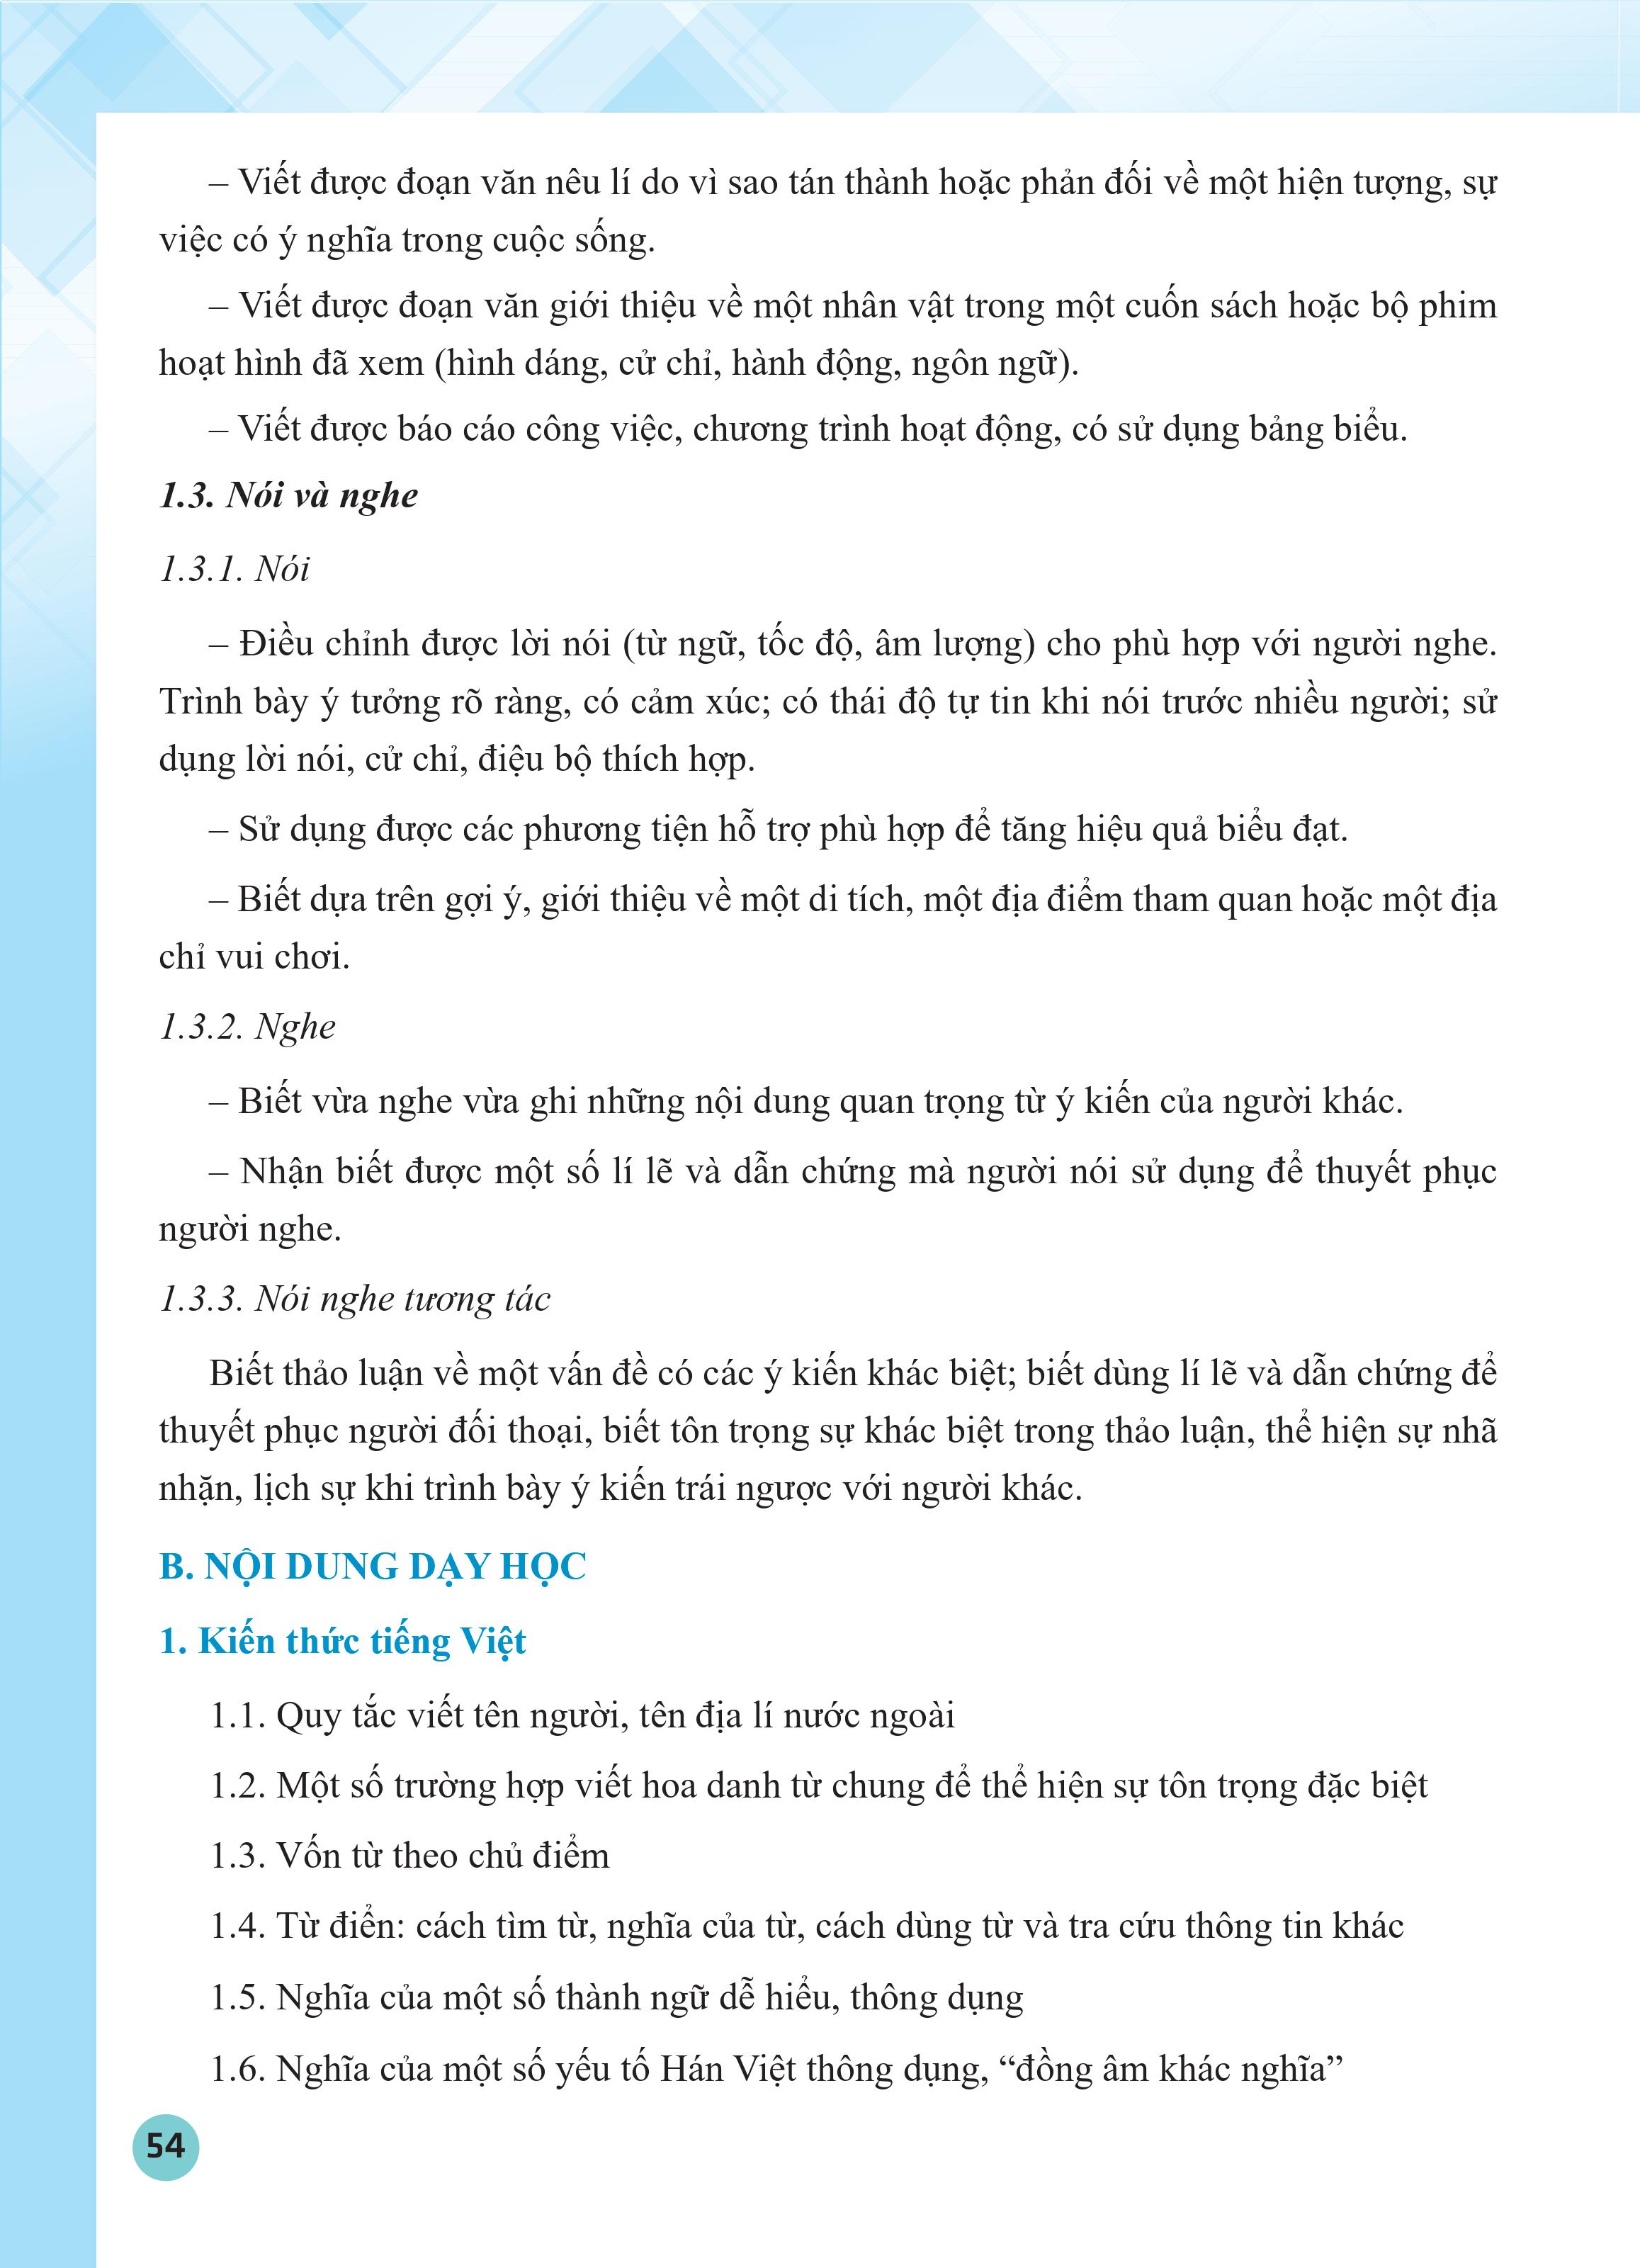 – Viết được đoạn văn nêu lí do vì sao tán thành hoặc phản đối về một hiện tượng, sự
việc có ý nghĩa trong cuộc sống.
– Viết được đoạn văn giới thiệu về một nhân vật trong một cuốn sách hoặc bộ phim
hoạt hình đã xem (hình dáng, cử chỉ, hành động, ngôn ngữ).
– Viết được báo cáo công việc, chương trình hoạt động, có sử dụng bảng biểu.
1.3. Nói và nghe
1.3.1. Nói
– Điều chỉnh được lời nói (từ ngữ, tốc độ, âm lượng) cho phù hợp với người nghe.
Trình bày ý tưởng rõ ràng, có cảm xúc; có thái độ tự tin khi nói trước nhiều người; sử
dụng lời nói, cử chỉ, điệu bộ thích hợp.
– Sử dụng được các phương tiện hỗ trợ phù hợp để tăng hiệu quả biểu đạt.
– Biết dựa trên gợi ý, giới thiệu về một di tích, một địa điểm tham quan hoặc một địa
chỉ vui chơi.
1.3.2. Nghe
– Biết vừa nghe vừa ghi những nội dung quan trọng từ ý kiến của người khác.
– Nhận biết được một số lí lẽ và dẫn chứng mà người nói sử dụng để thuyết phục
người nghe.
1.3.3. Nói nghe tương tác
Biết thảo luận về một vấn đề có các ý kiến khác biệt; biết dùng lí lẽ và dẫn chứng để
thuyết phục người đối thoại, biết tôn trọng sự khác biệt trong thảo luận, thể hiện sự nhã
nhặn, lịch sự khi trình bày ý kiến trái ngược với người khác.
B. NỘI DUNG DẠY HỌC
1. Kiến thức tiếng Việt
1.1. Quy tắc viết tên người, tên địa lí nước ngoài
1.2. Một số trường hợp viết hoa danh từ chung để thể hiện sự tôn trọng đặc biệt
1.3. Vốn từ theo chủ điểm
1.4. Từ điển: cách tìm từ, nghĩa của từ, cách dùng từ và tra cứu thông tin khác
1.5. Nghĩa của một số thành ngữ dễ hiểu, thông dụng
1.6. Nghĩa của một số yếu tố Hán Việt thông dụng, “đồng âm khác nghĩa”
54